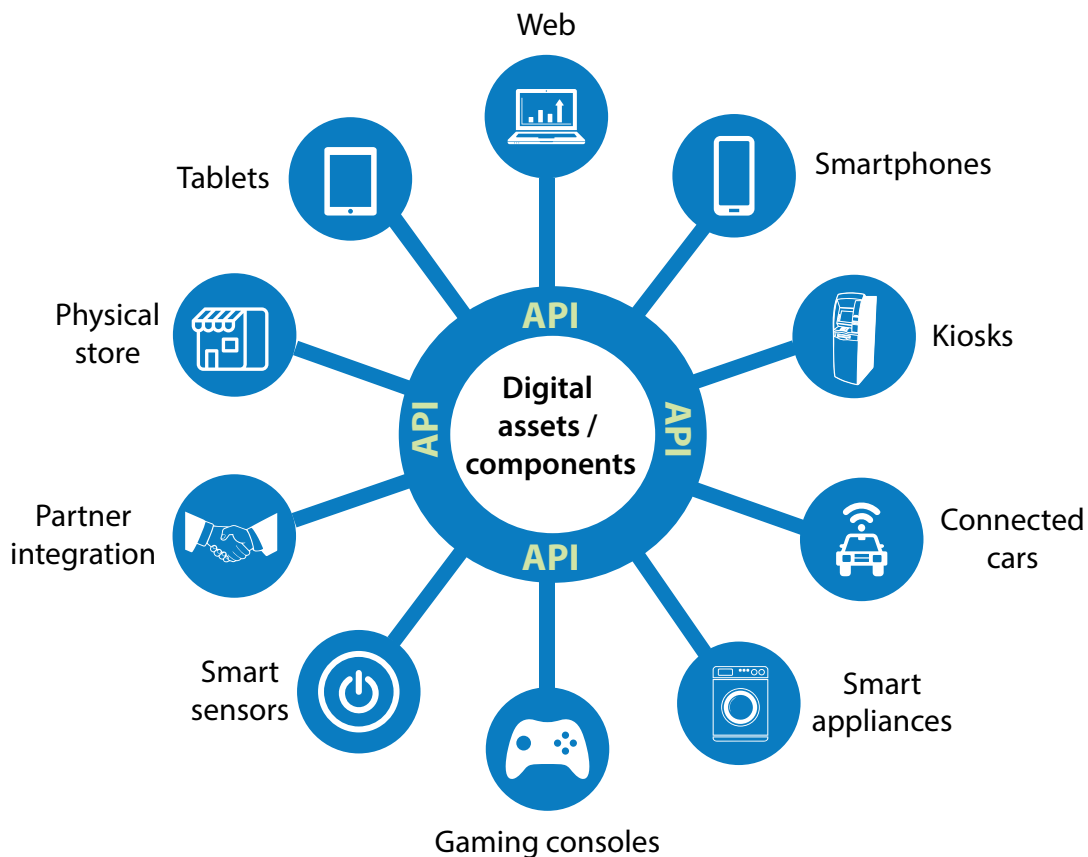 Web
Smartphones
Tablets
Physical
store
Kiosks
API
API
Digital
assets /
components
API
API
Partner
integration
Connected
cars
Smart
sensors
Smart
appliances
Gaming consoles